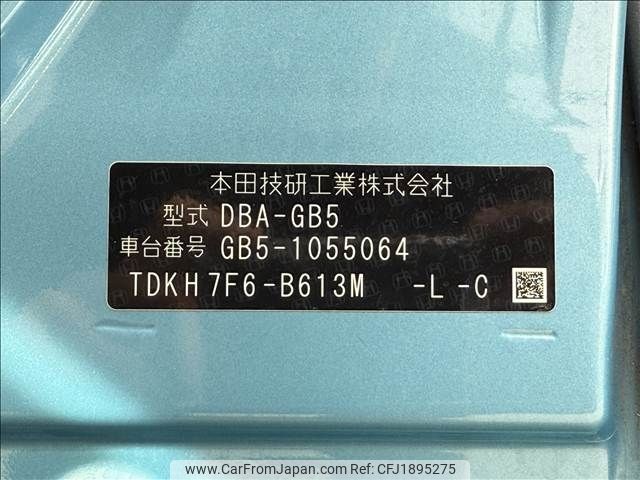 本田技研工業株式会社
型式 DBA-GB5
車台番号 GB5-1055064
TDKH7F6-B613M -L -C
www.CarFromJapan.com Ref: CFJ1895275